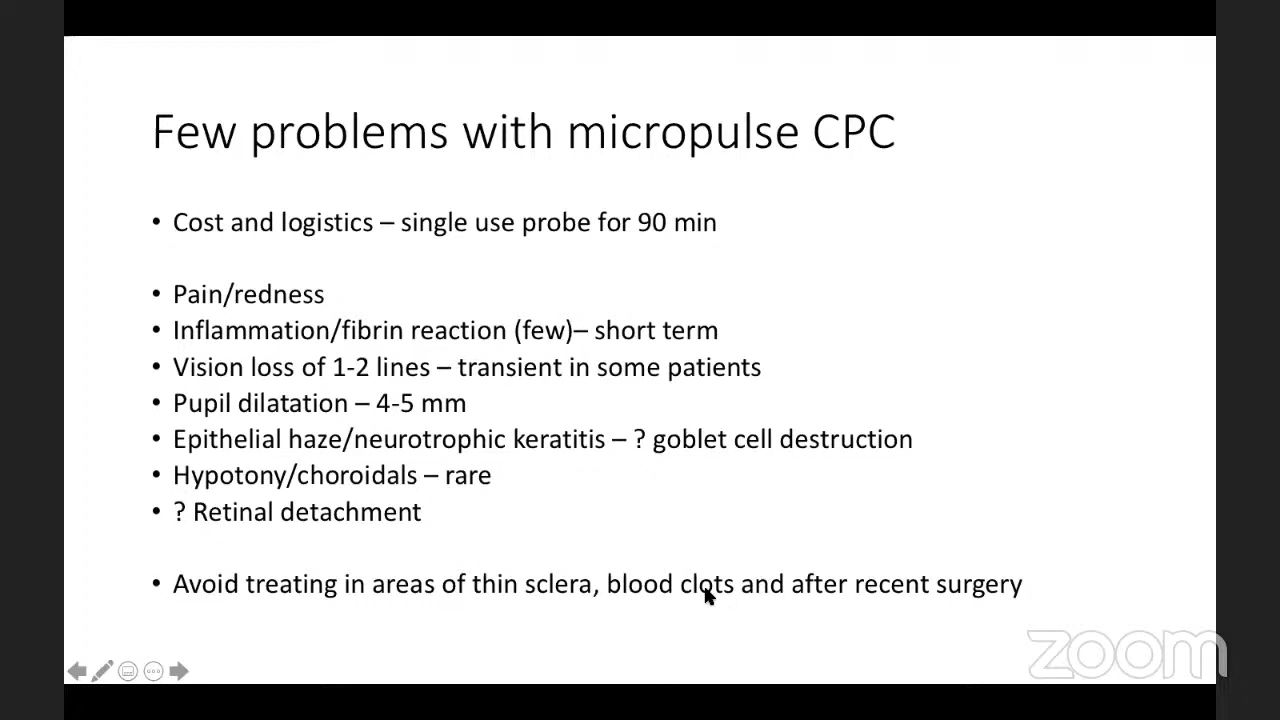 Few problems with micropulse CPC
• Cost and logistics – single use probe for 90 min
• Pain/redness
• Inflammation/fibrin reaction (few)– short term
• Vision loss of 1-2 lines – transient in some patients
• Pupil dilatation – 4-5 mm
• Epithelial haze/neurotrophic keratitis – ? goblet cell destruction
• Hypotony/choroidals – rare
• ? Retinal detachment
• Avoid treating in areas of thin sclera, blood clots and after recent surgery
zoom